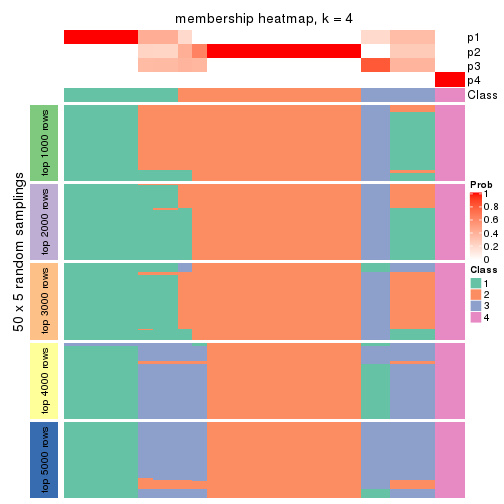 membership heatmap, k = 4
p1
p2
p3
p4
Class
50 x 5 random samplings
top 1000 rows
top 2000 rows
top 3000 rows
top 4000 rows
top 5000 rows
Prob
1
0.8
0.6
0.4
0.2
0
Class
1
2
3
4